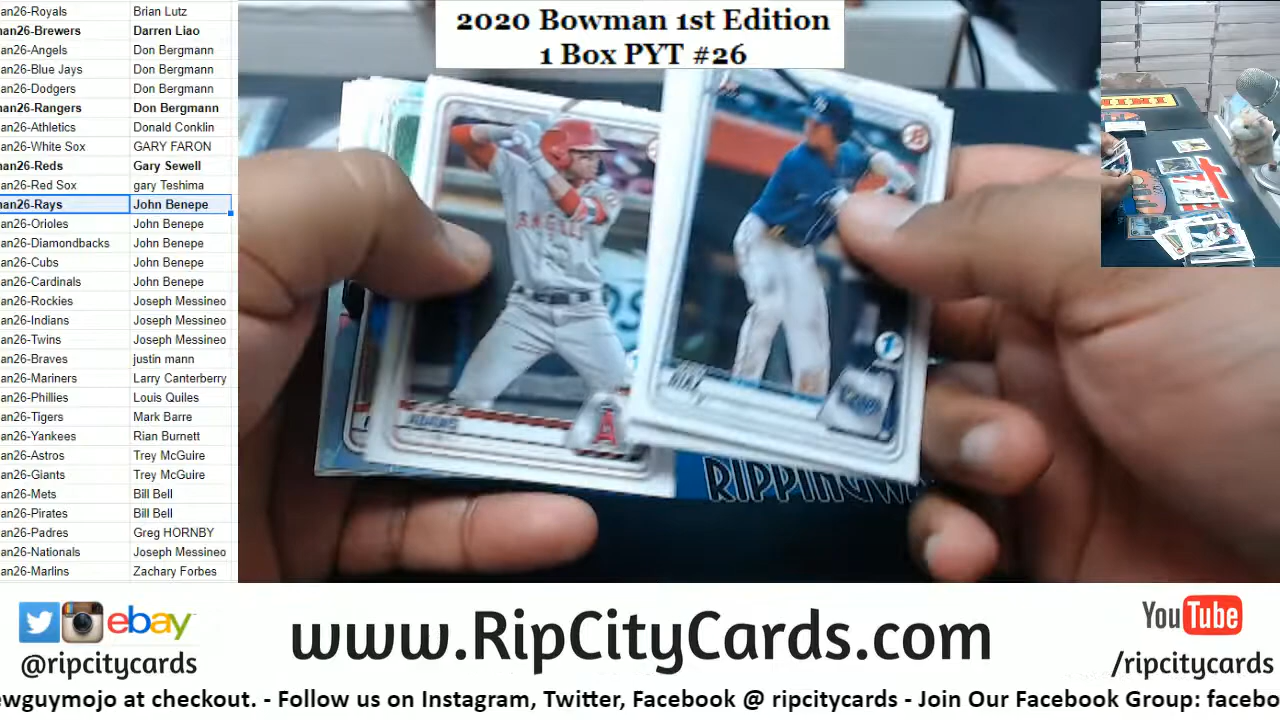 2020 Bowman 1st Edition
1 Box PYT #26
an26-Royals Brian Lutz
an26-Brewers Darren Liao
an26-Angels Don Bergmann
an26-Blue Jays Don Bergmann
an26-Dodgers Don Bergmann
an26-Rangers Don Bergmann
an26-Athletics Donald Conklin
an26-White Sox GARY FARON
an26-Reds Gary Sewell
an26-Red Sox gary Teshima
an26-Rays John Benepe
an26-Orioles John Benepe
an26-Diamondbacks John Benepe
an26-Cubs John Benepe
an26-Cardinals John Benepe
an26-Rockies Joseph Messineo
an26-Indians Joseph Messineo
an26-Twins Joseph Messineo
an26-Braves justin mann
an26-Mariners Larry Canterberry
an26-Phillies Louis Quiles
an26-Tigers Mark Barre
an26-Yankees Rian Burnett
an26-Astros Trey McGuire
an26-Giants Trey McGuire
an26-Mets Bill Bell
an26-Pirates Bill Bell
an26-Padres Greg HORNBY
an26-Nationals Joseph Messineo
an26-Marlins Zachary Forbes
ANGELS
ADAMS
A
1
RIPPINGW
ebay
@ripcitycards
www.RipCityCards.com
YouTube
/ripcitycards
ewguymojo at checkout. - Follow us on Instagram, Twitter, Facebook @ ripcitycards - Join Our Facebook Group: facebo